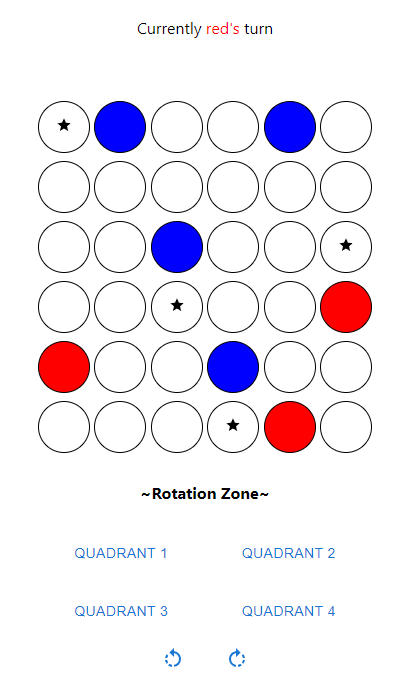 Currently red's turn
~Rotation Zone~
QUADRANT 1 QUADRANT 2
QUADRANT 3 QUADRANT 4